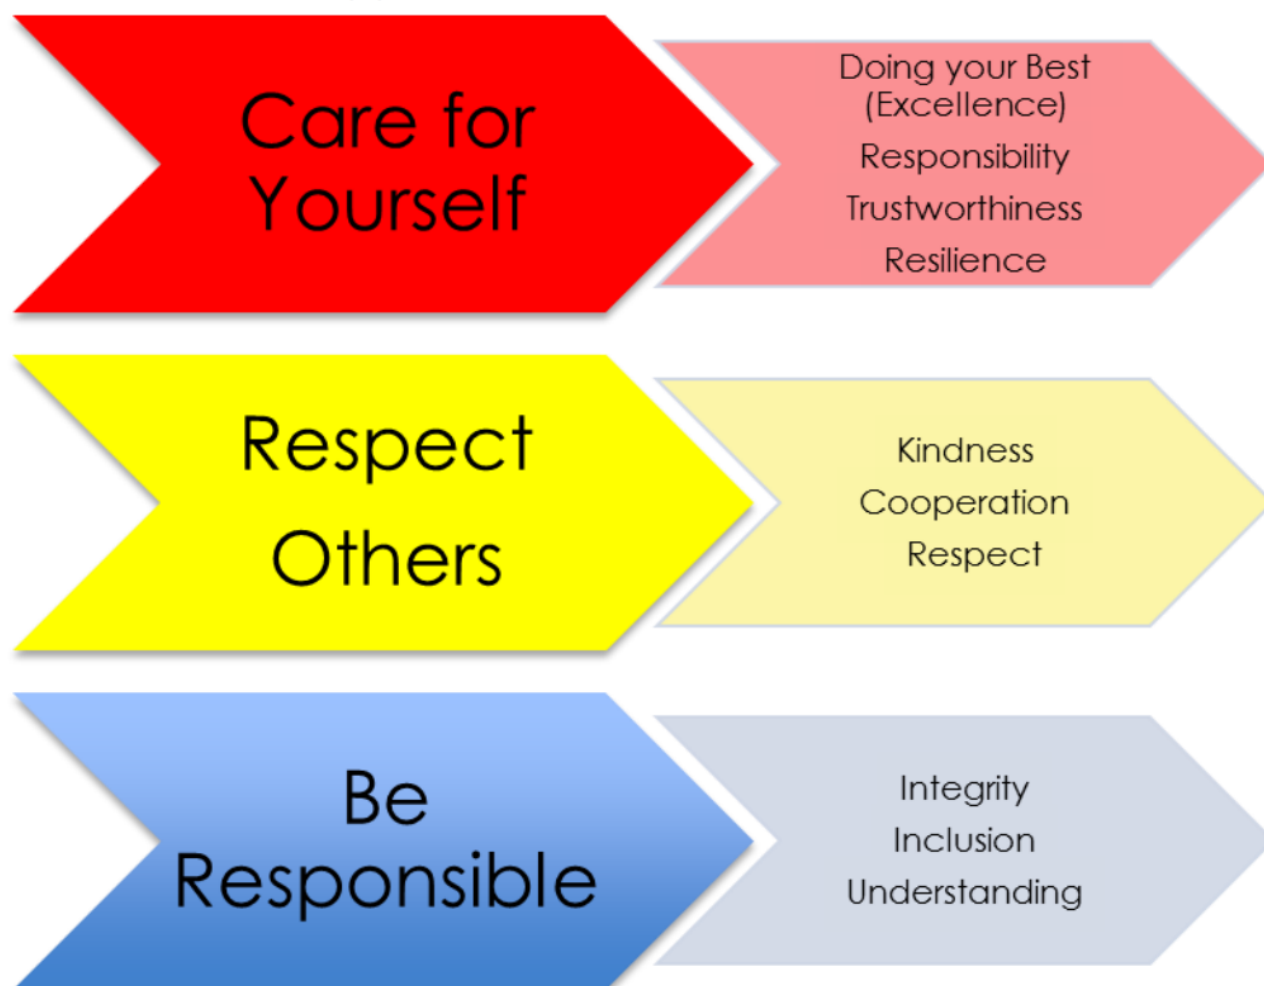 Care for
Yourself
Doing your Best
(Excellence)
Responsibility
Trustworthiness
Resilience
Respect
Others
Kindness
Cooperation
Respect
Be
Responsible
Integrity
Inclusion
Understanding